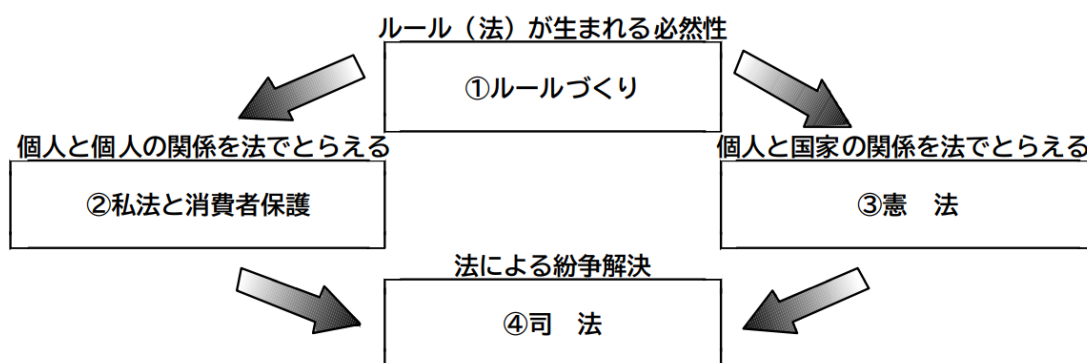 ルール（法）が生まれる必然性
①ルールづくり
個人と個人の関係を法でとらえる
②私法と消費者保護
個人と国家の関係を法でとらえる
③憲　法
法による紛争解決
④司　法